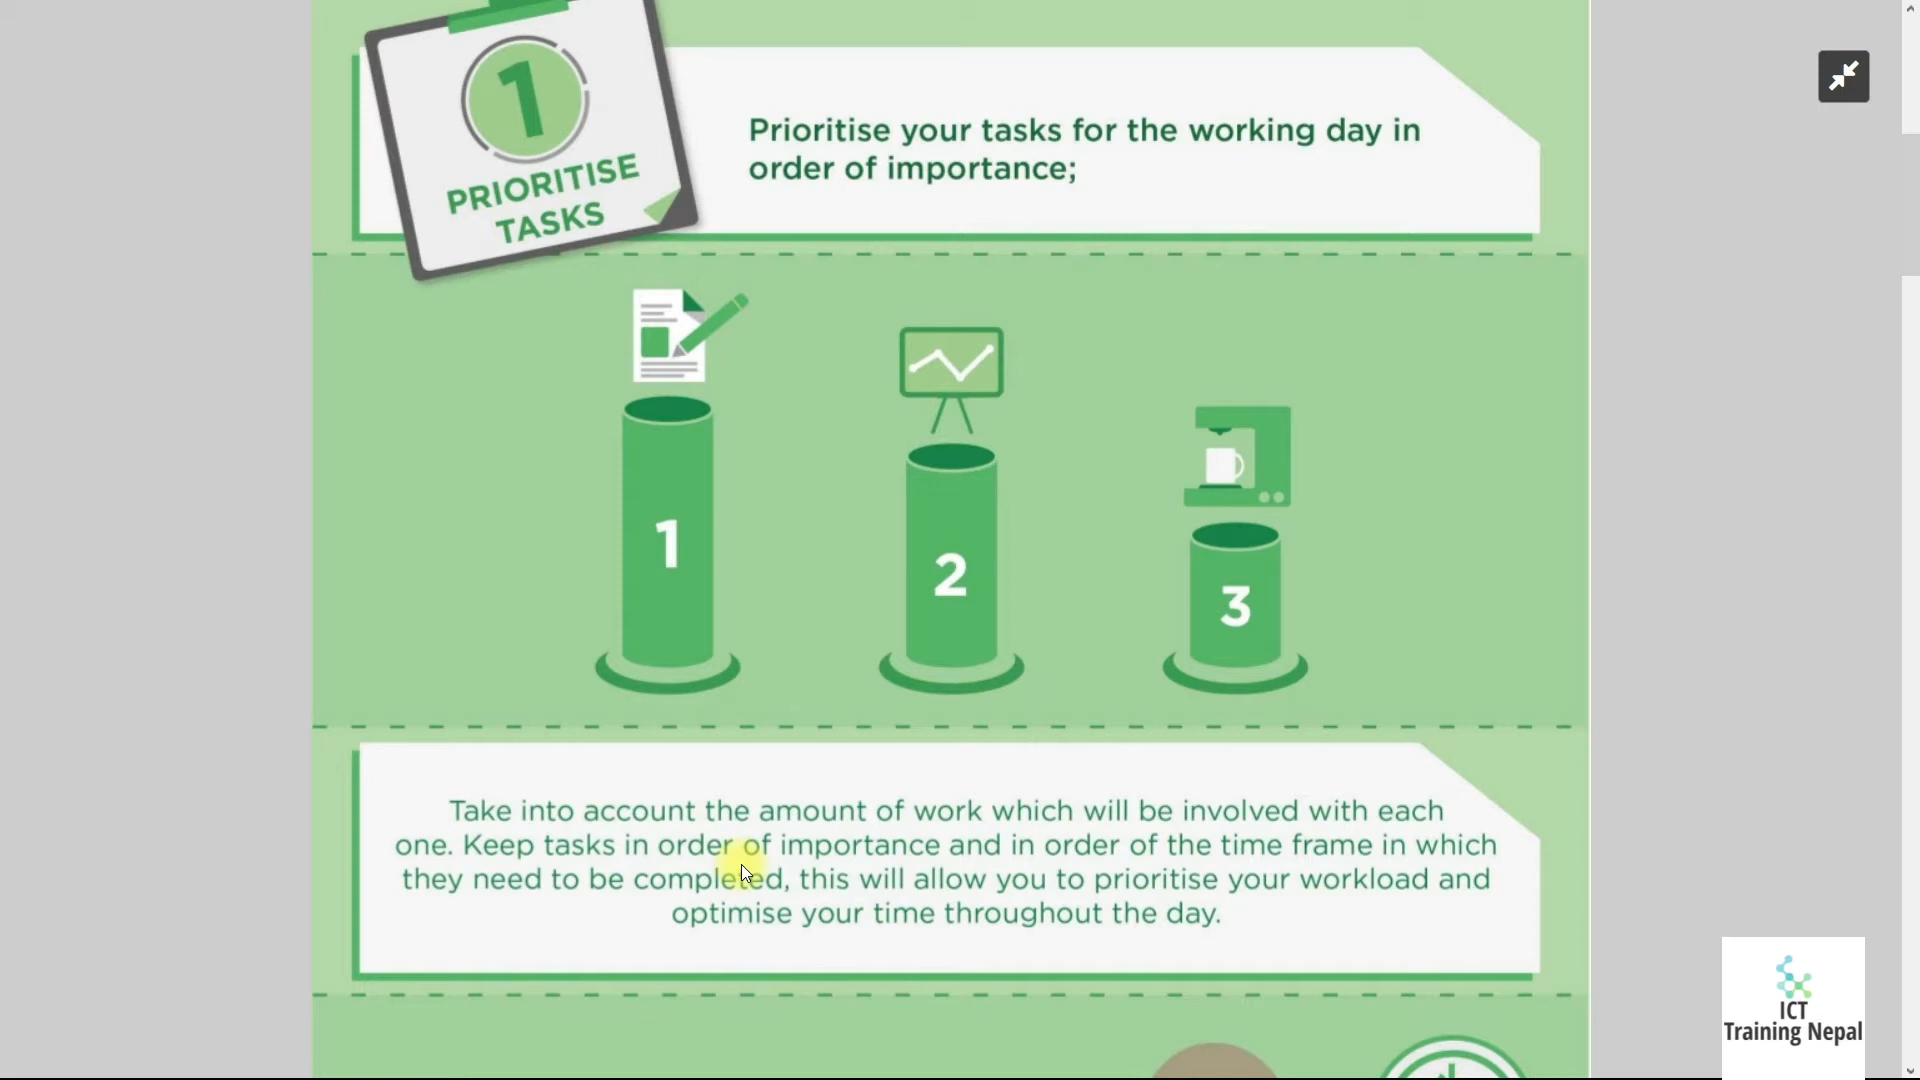 1
PRIORITISE
TASKS
Prioritise your tasks for the working day in
order of importance;
1
2
3
Take into account the amount of work which will be involved with each
one. Keep tasks in order of importance and in order of the time frame in which
they need to be completed, this will allow you to prioritise your workload and
optimise your time throughout the day.
ICT
Training Nepal